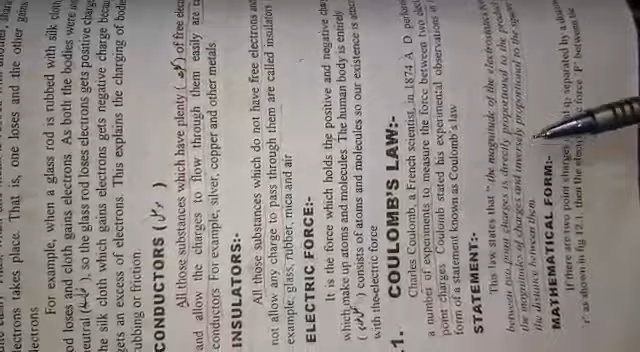 electrons takes place. That is, one loses and the other gains
electrons
For example, when a glass rod is rubbed with silk
rod loses and cloth gains electrons As both the bodies were
neutral ( ), so the glass rod loses electrons gets positive
the silk cloth which gains electrons gets negative charge
gets an excess of electrons. This explains the charging of bodies
rubbing or friction.
CONDUCTORS ( )
All those substances which have plenty ( ) of free
and allow the charges to flow through them easily are
conductors For example, silver, copper and other metals
INSULATORS:-
All those substances which do not have free electrons and
not allow any charge to pass through them are called insulators
example: glass, rubber, mica and air
ELECTRIC FORCE:-
It is the force which holds the positive and negative
which make up atoms and molecules. The human body is entirely
( ) consists of atoms and molecules so our existence is
with the electric force
.1. COULOMB'S LAW:-
Charles Coulomb, a French scientist, in 1874 A D
a number of experiments to measure the force between two
point charges Coulomb stated his experimental observations in
form of a statement known as Coulomb's law
STATEMENT:-
This law states that "the magnitude of the
between two point charges is directly proportional to the product
the magnitudes of charges and inversely proportional to the
the distance between them.
MATHEMATICAL FORM:-
If there are two point charges separated by a
'r' as shown in fig 12.1. then the force 'F' between